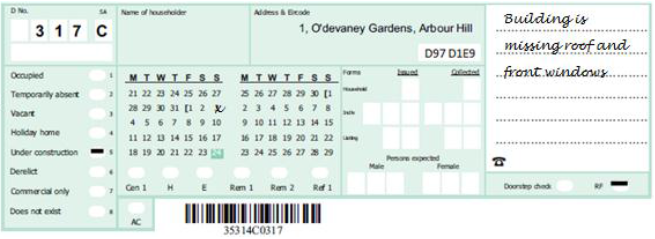 D No. SA Name of householder Address & Eircode
3 1 7 C
1, O'devaney Gardens, Arbour Hill
D97 D1E9
Building is
missing roof and
front windows
Occupied 1
Temporarily absent 2
Vacant 3
Holiday home 4
Under construction 5
Derelict 6
Commercial only 7
Does not exist 8
M T W T F S S M T W T F S S
21 22 23 24 25 26 27 25 26 27 28 29 30 [1
28 29 30 31 [1 2 x 2 3 4 5 6 7 8
4 5 6 7 8 9 10 9 10 11 12 13 14 15
11 12 13 14 15 16 17 16 17 18 19 20 21 22
18 19 20 21 22 23 24 23 24 25 26 27 28 29
Cen 1 H E Rem 1 Rem 2 Ref 1
AC
Forms Issued Collected
Household
Indiv
Listing
Persons expected
Male Female
☎
Doorstep check RF
35314C0317